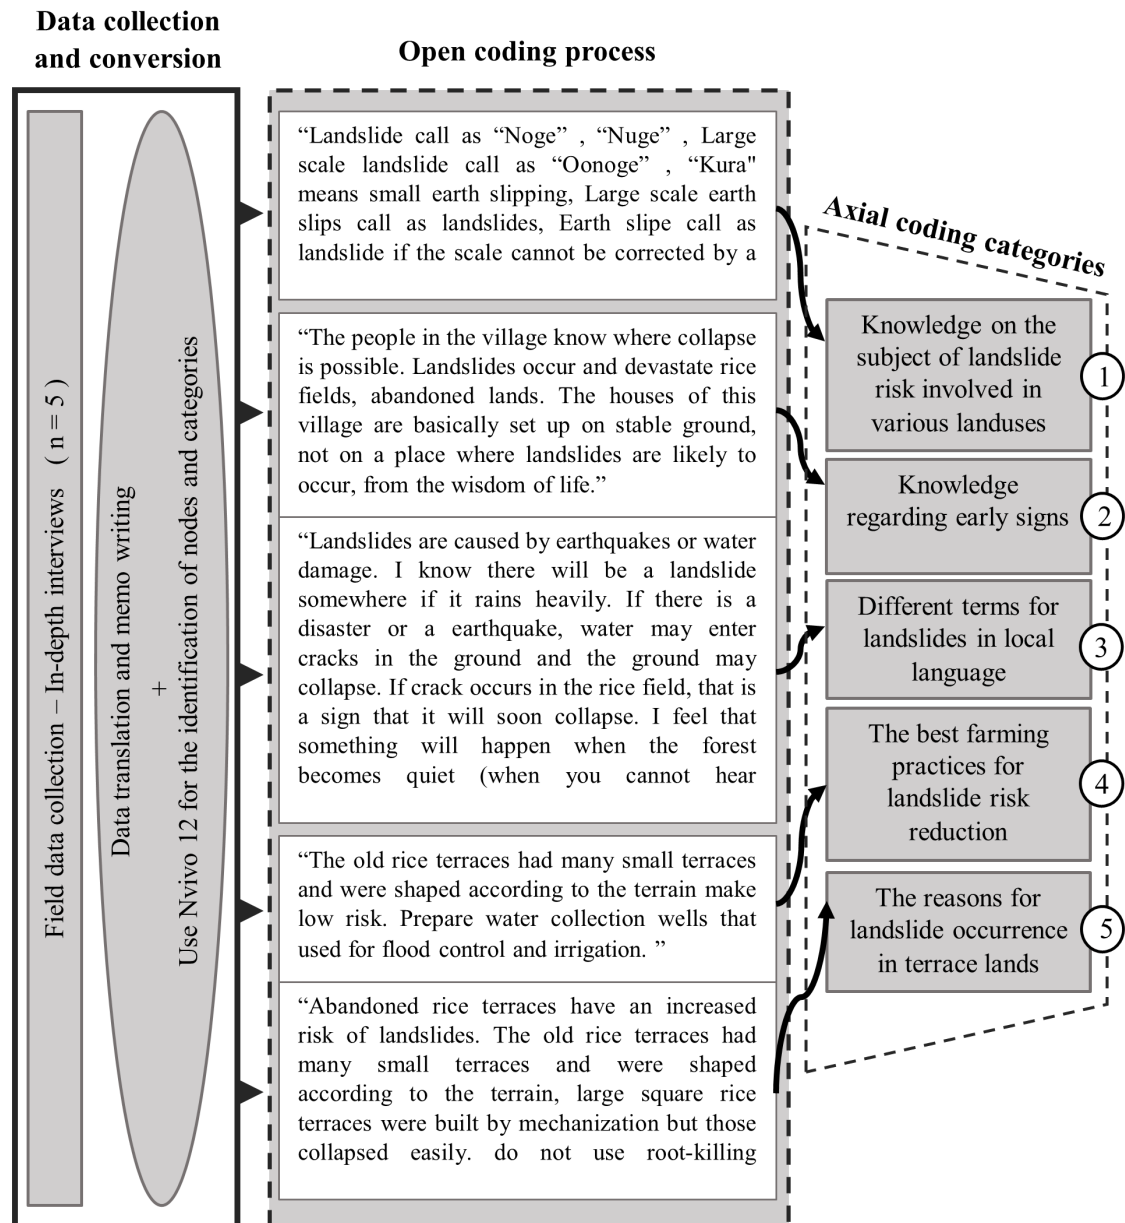 Data collection
and conversion
Open coding process
Field data collection – In-depth interviews ( n = 5 )
Data translation and memo writing
+
Use Nvivo 12 for the identification of nodes and categories
“Landslide call as “Noge” , “Nuge” , Large
scale landslide call as “Oonoge” , “Kura"
means small earth slipping, Large scale earth
slips call as landslides, Earth slipe call as
landslide if the scale cannot be corrected by a
“The people in the village know where collapse
is possible. Landslides occur and devastate rice
fields, abandoned lands. The houses of this
village are basically set up on stable ground,
not on a place where landslides are likely to
occur, from the wisdom of life.”
“Landslides are caused by earthquakes or water
damage. I know there will be a landslide
somewhere if it rains heavily. If there is a
disaster or a earthquake, water may enter
cracks in the ground and the ground may
collapse. If crack occurs in the rice field, that is
a sign that it will soon collapse. I feel that
something will happen when the forest
becomes quiet (when you cannot hear
“The old rice terraces had many small terraces
and were shaped according to the terrain make
low risk. Prepare water collection wells that
used for flood control and irrigation. ”
“Abandoned rice terraces have an increased
risk of landslides. The old rice terraces had
many small terraces and were shaped
according to the terrain, large square rice
terraces were built by mechanization but those
collapsed easily. do not use root-killing
Axial coding categories
Knowledge on the
subject of landslide
risk involved in
various landuses
1
Knowledge
regarding early signs
2
Different terms for
landslides in local
language
3
The best farming
practices for
landslide risk
reduction
4
The reasons for
landslide occurrence
in terrace lands
5